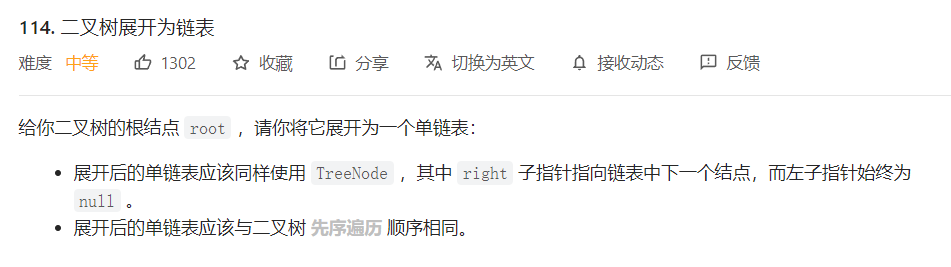 114. 二叉树展开为链表
难度 中等 1302 收藏 分享 切换为英文 接收动态 反馈
给你二叉树的根结点 root ，请你将它展开为一个单链表：
• 展开后的单链表应该同样使用 TreeNode ，其中 right 子指针指向链表中下一个结点，而左子指针始终为
null 。
• 展开后的单链表应该与二叉树 先序遍历 顺序相同。